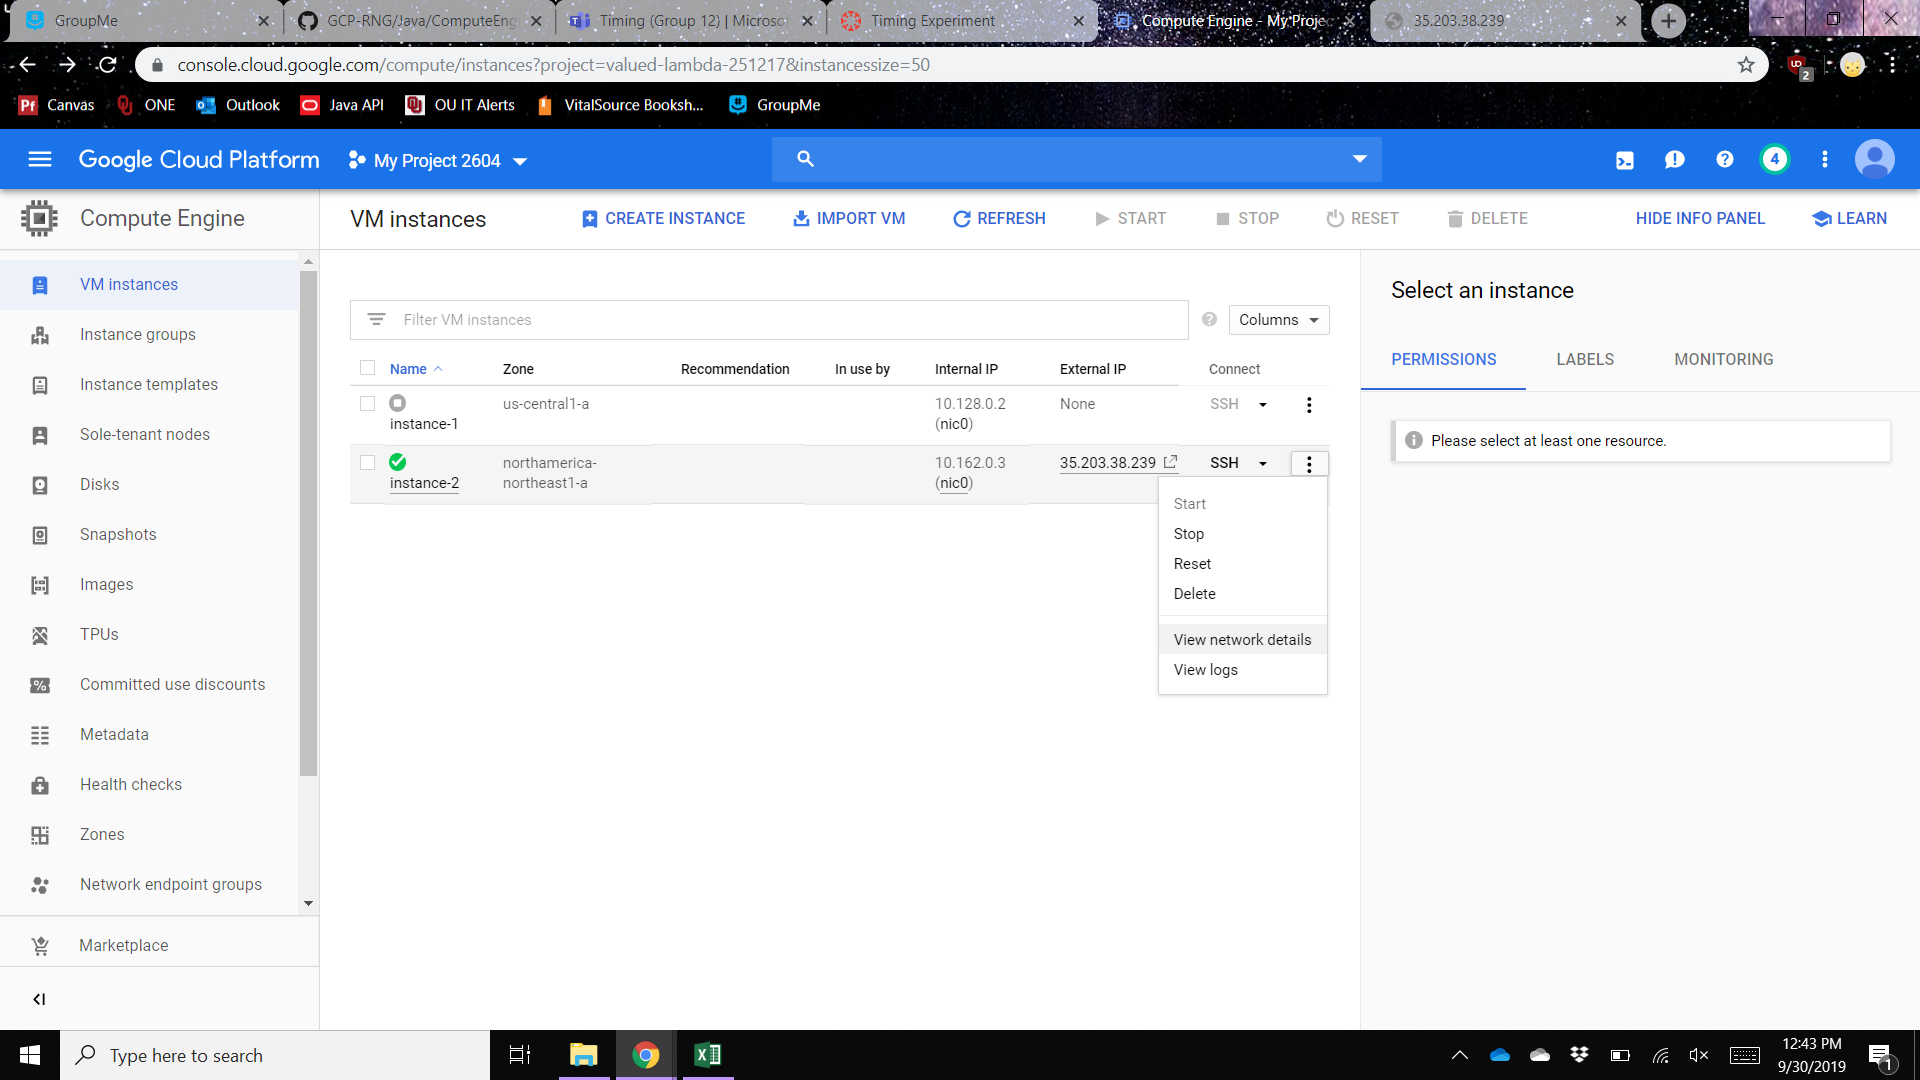 GroupMe
GCP-RNG/Java/ComputeEng
Timing (Group 12) | Microsof
Timing Experiment
Compute Engine - My Projec
35.203.38.239
console.cloud.google.com/compute/instances?project=valued-lambda-251217&instancessize=50
2
Canvas
ONE
Outlook
Java API
OU IT Alerts
VitalSource Booksh...
GroupMe
Google Cloud Platform
My Project 2604
4
Compute Engine
VM instances
CREATE INSTANCE
IMPORT VM
REFRESH
START
STOP
RESET
DELETE
HIDE INFO PANEL
LEARN
VM instances
Instance groups
Instance templates
Sole-tenant nodes
Disks
Snapshots
Images
TPUs
Committed use discounts
Metadata
Health checks
Zones
Network endpoint groups
Marketplace
Filter VM instances
Columns
Name
Zone
Recommendation
In use by
Internal IP
External IP
Connect
instance-1
us-central1-a
10.128.0.2
(nic0)
None
SSH
instance-2
northamerica-
northeast1-a
10.162.0.3
(nic0)
35.203.38.239
SSH
Start
Stop
Reset
Delete
View network details
View logs
Select an instance
PERMISSIONS
LABELS
MONITORING
Please select at least one resource.
Type here to search
12:43 PM
9/30/2019
1